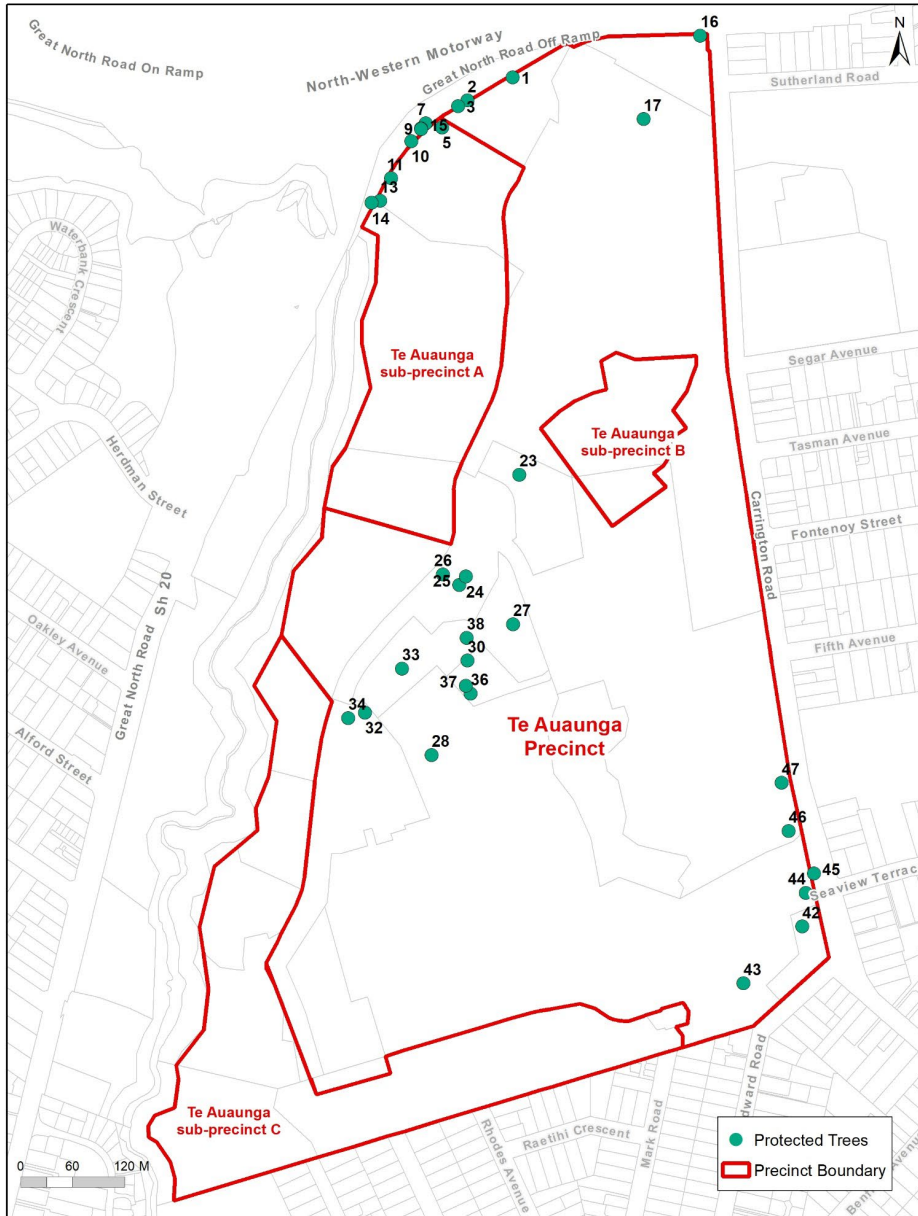 16
N
Great North Road On Ramp
North-Western Motorway
Great North Road Off Ramp
Sutherland Road
1
2
3
17
7
9
15
5
10
11
13
14
Waterbank Crescent
Te Auaunga
sub-precinct A
Segar Avenue
Te Auaunga
sub-precinct B
Tasman Avenue
Herdman Street
23
Carrington Road
Fontenoy Street
26
25
24
Great North Road Sh 20
Oakley Avenue
27
38
30
Fifth Avenue
33
37
36
34
32
Te Auaunga
Precinct
Alford Street
28
47
46
45
44
Seaview Terrac
42
43
Te Auaunga
sub-precinct C
Rhodes Avenue
Raetihi Crescent
Mark Road
dward Road
Protected Trees
Precinct Boundary
0 60 120 M